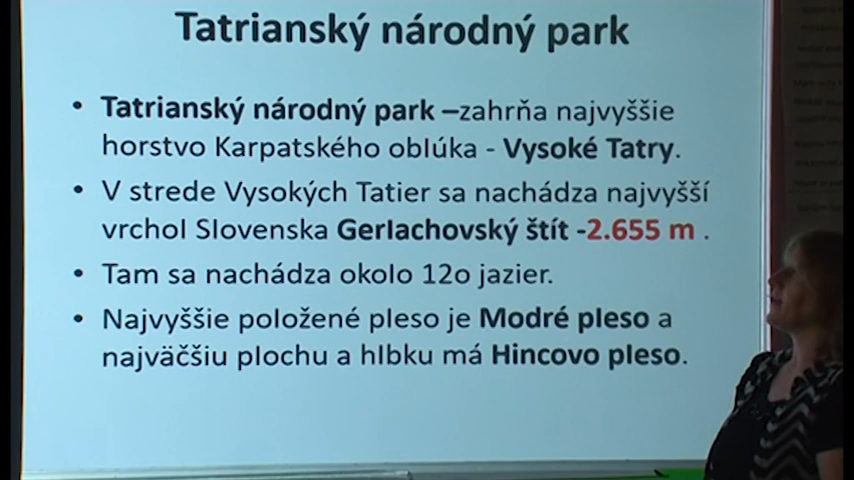 Tatrianský národný park
• Tatrianský národný park –zahrňa najvyššie
horstvo Karpatského oblúka - Vysoké Tatry.
• V strede Vysokých Tatier sa nachádza najvyšší
vrchol Slovenska Gerlachovský štít -2.655 m .
• Tam sa nachádza okolo 12o jazier.
• Najvyššie položené pleso je Modré pleso a
najväčšiu plochu a hĺbku má Hincovo pleso.